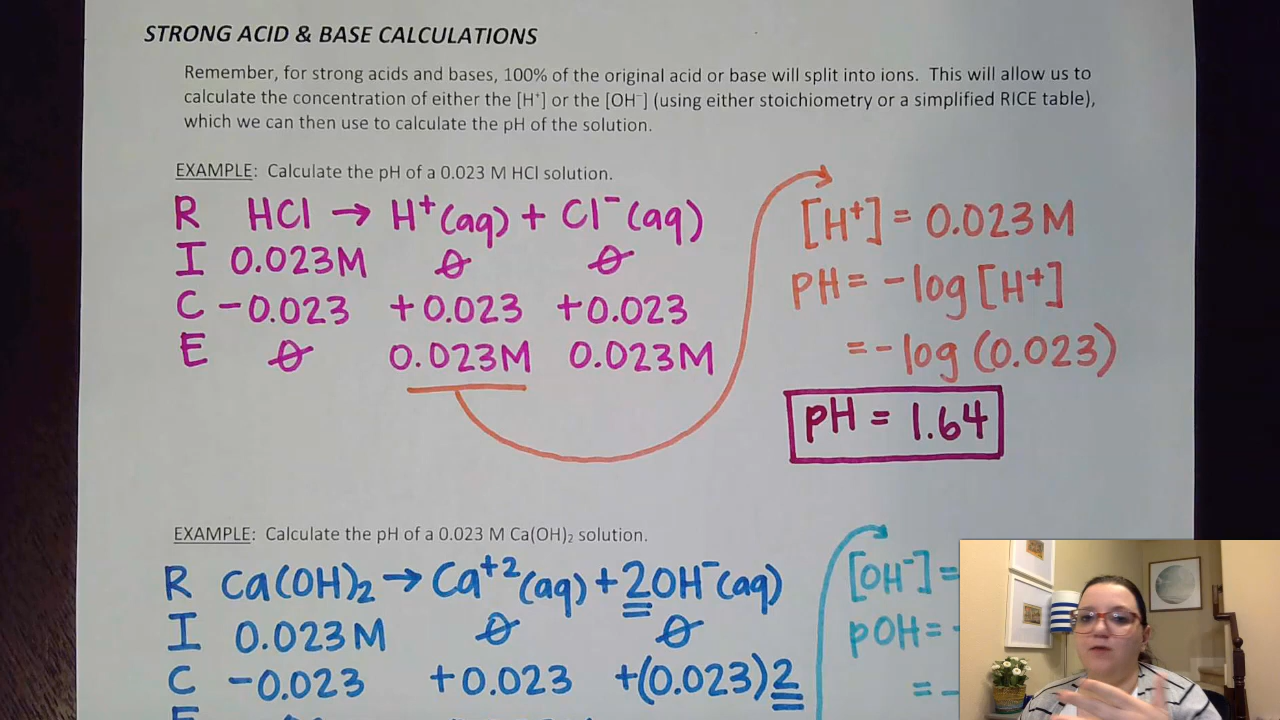 STRONG ACID & BASE CALCULATIONS
Remember, for strong acids and bases, 100% of the original acid or base will split into ions. This will allow us to
calculate the concentration of either the [H⁺] or the [OH⁻] (using either stoichiometry or a simplified RICE table),
which we can then use to calculate the pH of the solution.
EXAMPLE: Calculate the pH of a 0.023 M HCl solution.
R HCl → H⁺(aq) + Cl⁻(aq)
I 0.023M 0 0
C -0.023 +0.023 +0.023
E 0 0.023M 0.023M
[H⁺] = 0.023M
pH = -log[H⁺]
= -log(0.023)
pH = 1.64
EXAMPLE: Calculate the pH of a 0.023 M Ca(OH)₂ solution.
R Ca(OH)₂ → Ca⁺²(aq) + 2OH⁻(aq)
I 0.023M 0 0
C -0.023 +0.023 +(0.023)2
[OH⁻] =
pOH = -
= -